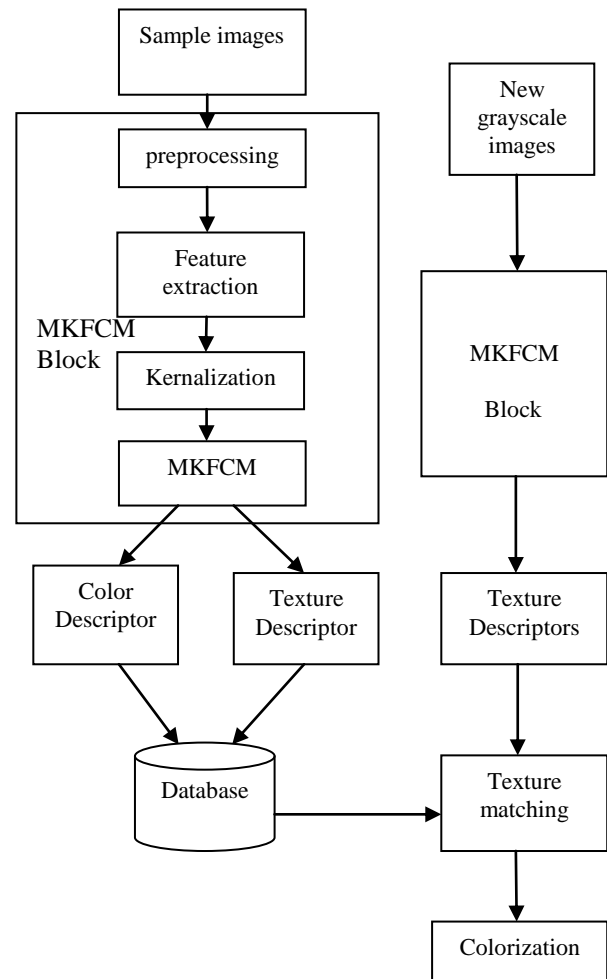 Sample images
preprocessing
Feature
extraction
MKFCM
Block
Kernalization
MKFCM
Color
Descriptor
Texture
Descriptor
Database
New
grayscale
images
MKFCM
Block
Texture
Descriptors
Texture
matching
Colorization